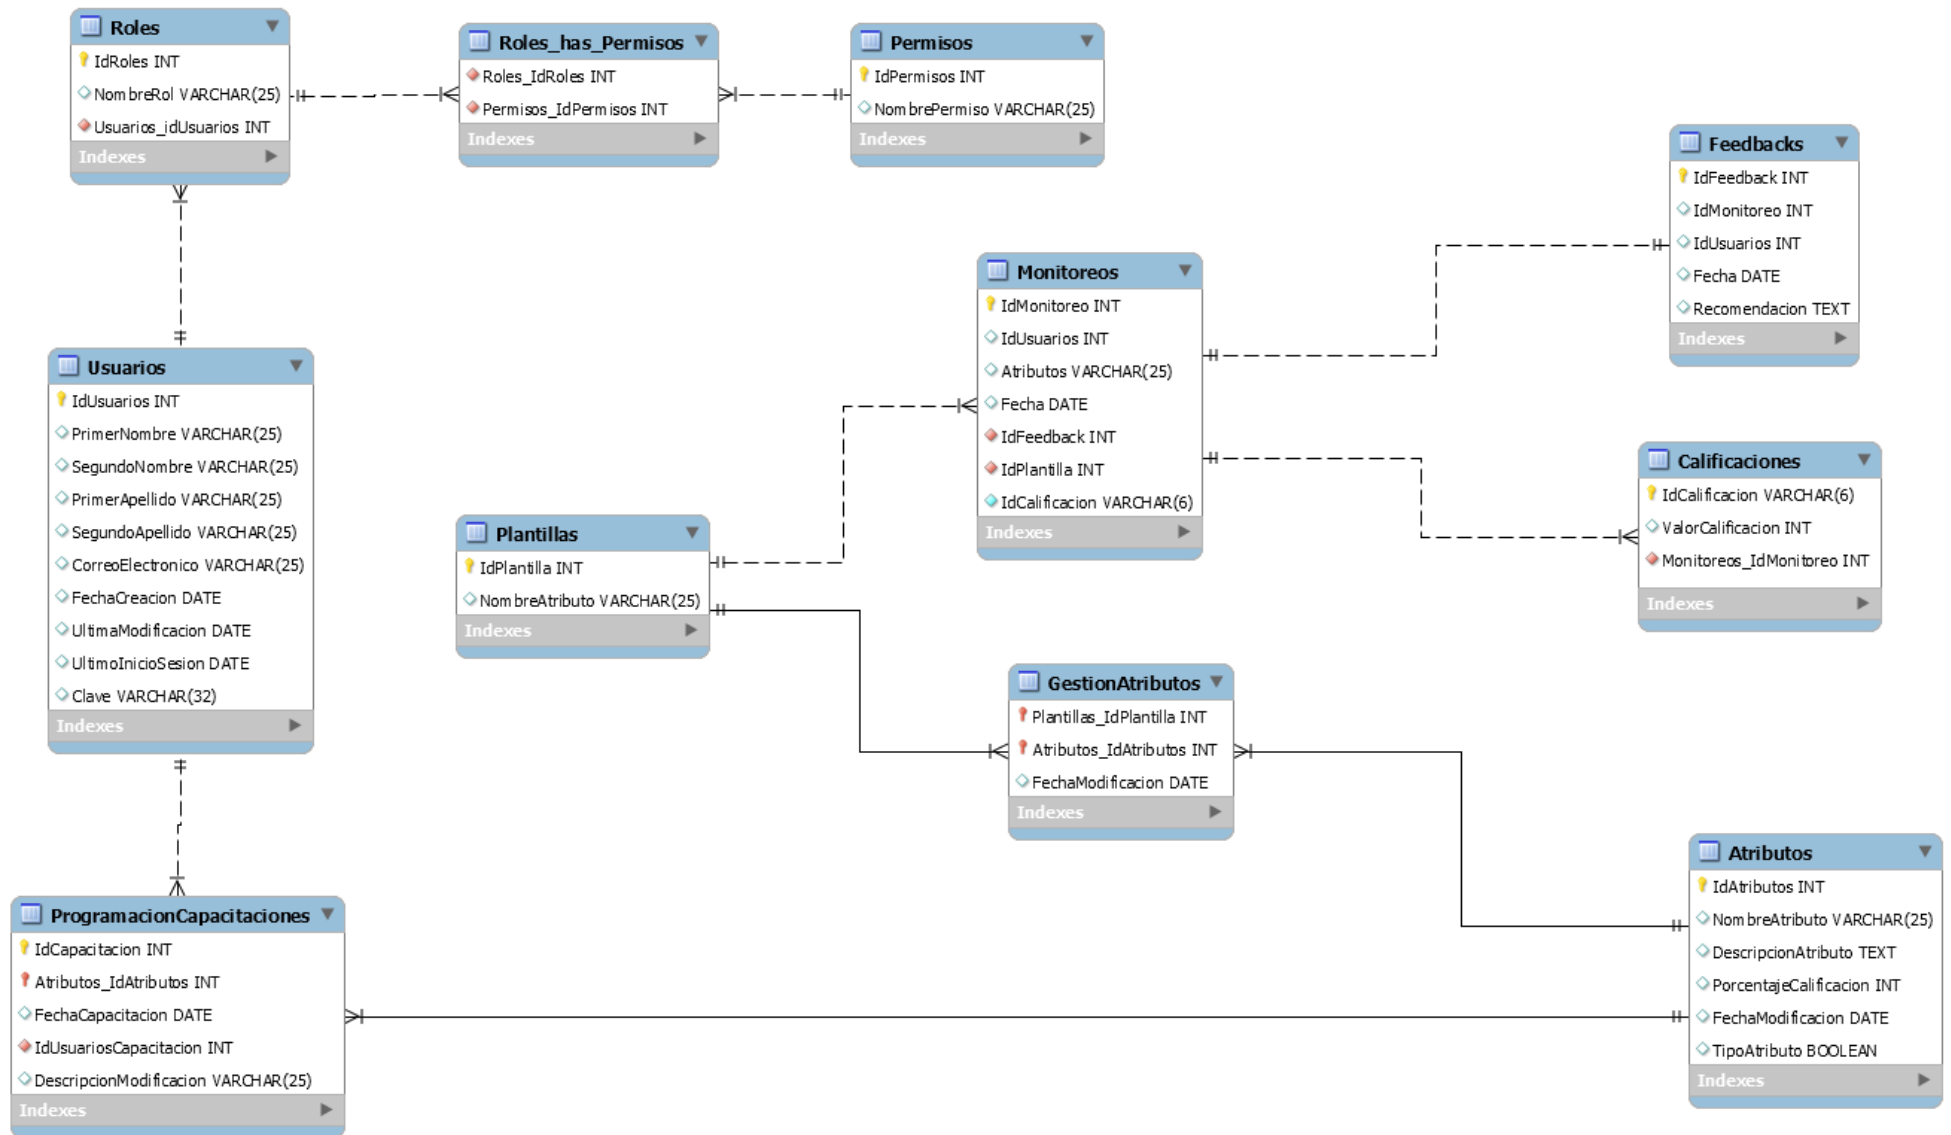 Roles
IdRoles INT
NombreRol VARCHAR(25)
Usuarios_idUsuarios INT
Indexes
Roles_has_Permisos
Roles_IdRoles INT
Permisos_IdPermisos INT
Indexes
Permisos
IdPermisos INT
NombrePermiso VARCHAR(25)
Indexes
Feedbacks
IdFeedback INT
IdMonitoreo INT
IdUsuarios INT
Fecha DATE
Recomendacion TEXT
Indexes
Monitoreos
IdMonitoreo INT
IdUsuarios INT
Atributos VARCHAR(25)
Fecha DATE
IdFeedback INT
IdPlantilla INT
IdCalificacion VARCHAR(6)
Indexes
Usuarios
IdUsuarios INT
PrimerNombre VARCHAR(25)
SegundoNombre VARCHAR(25)
PrimerApellido VARCHAR(25)
SegundoApellido VARCHAR(25)
CorreoElectronico VARCHAR(25)
FechaCreacion DATE
UltimaModificacion DATE
UltimoInicioSesion DATE
Clave VARCHAR(32)
Indexes
Calificaciones
IdCalificacion VARCHAR(6)
ValorCalificacion INT
Monitoreos_IdMonitoreo INT
Indexes
Plantillas
IdPlantilla INT
NombreAtributo VARCHAR(25)
Indexes
GestionAtributos
Plantillas_IdPlantilla INT
Atributos_IdAtributos INT
FechaModificacion DATE
Indexes
Atributos
IdAtributos INT
NombreAtributo VARCHAR(25)
DescripcionAtributo TEXT
PorcentajeCalificacion INT
FechaModificacion DATE
TipoAtributo BOOLEAN
Indexes
ProgramacionCapacitaciones
IdCapacitacion INT
Atributos_IdAtributos INT
FechaCapacitacion DATE
IdUsuariosCapacitacion INT
DescripcionModificacion VARCHAR(25)
Indexes